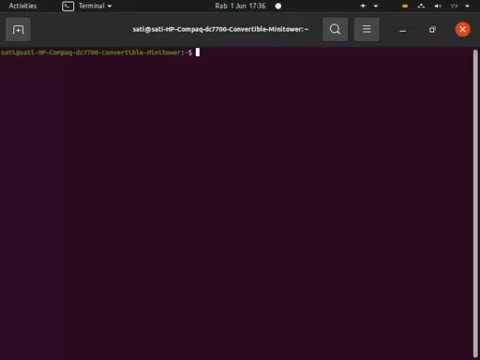 Activities Terminal Rab 1 Jun 17:36
sati@sati-HP-Compaq-dc7700-Convertible-Minitower: ~
sati@sati-HP-Compaq-dc7700-Convertible-Minitower:~$